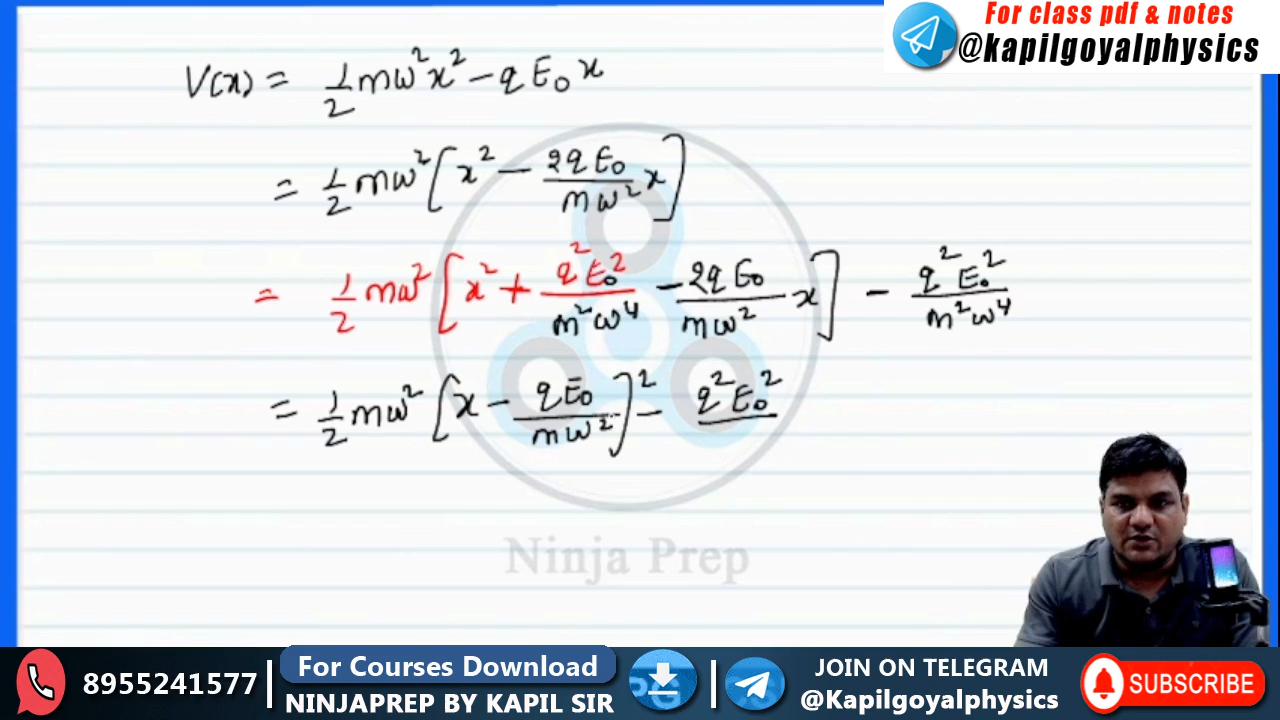 For class pdf & notes
@kapilgoyalphysics
V(x) = 1/2 mω²x² - qE₀x
= 1/2 mω² [x² - 2qE₀/mω² x]
= 1/2 mω² [x² + q²E₀²/m²ω⁴ - 2qE₀/mω² x] - q²E₀²/m²ω⁴
= 1/2 mω² [x - qE₀/mω²]² - q²E₀²
Ninja Prep
8955241577
For Courses Download
NINJAPREP BY KAPIL SIR
JOIN ON TELEGRAM
@Kapilgoyalphysics
SUBSCRIBE